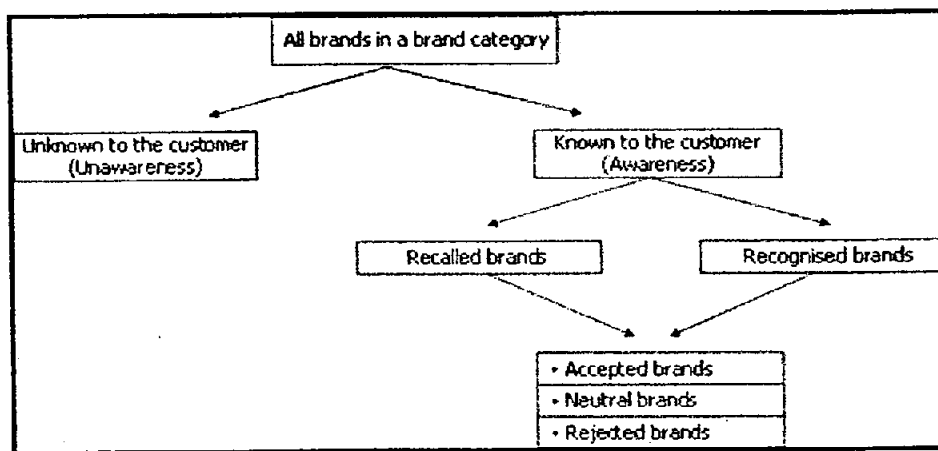 All brands in a brand category
Unknown to the customer
(Unawareness)
Known to the customer
(Awareness)
Recalled brands
Recognised brands
• Accepted brands
• Neutral brands
• Rejected brands